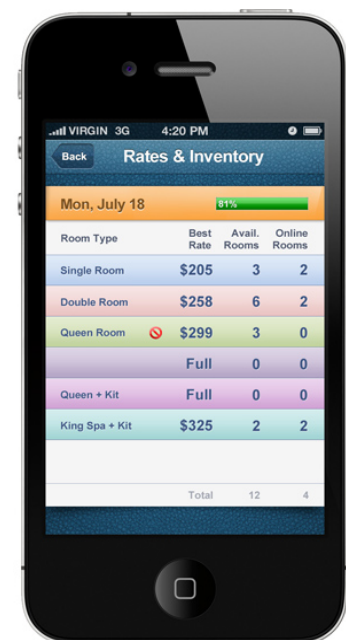 VIRGIN 3G 4:20 PM
Back Rates & Inventory
Mon, July 18 81%
Room Type Best Rate Avail. Rooms Online Rooms
Single Room $205 3 2
Double Room $258 6 2
Queen Room $299 3 0
Full 0 0
Queen + Kit Full 0 0
King Spa + Kit $325 2 2
Total 12 4